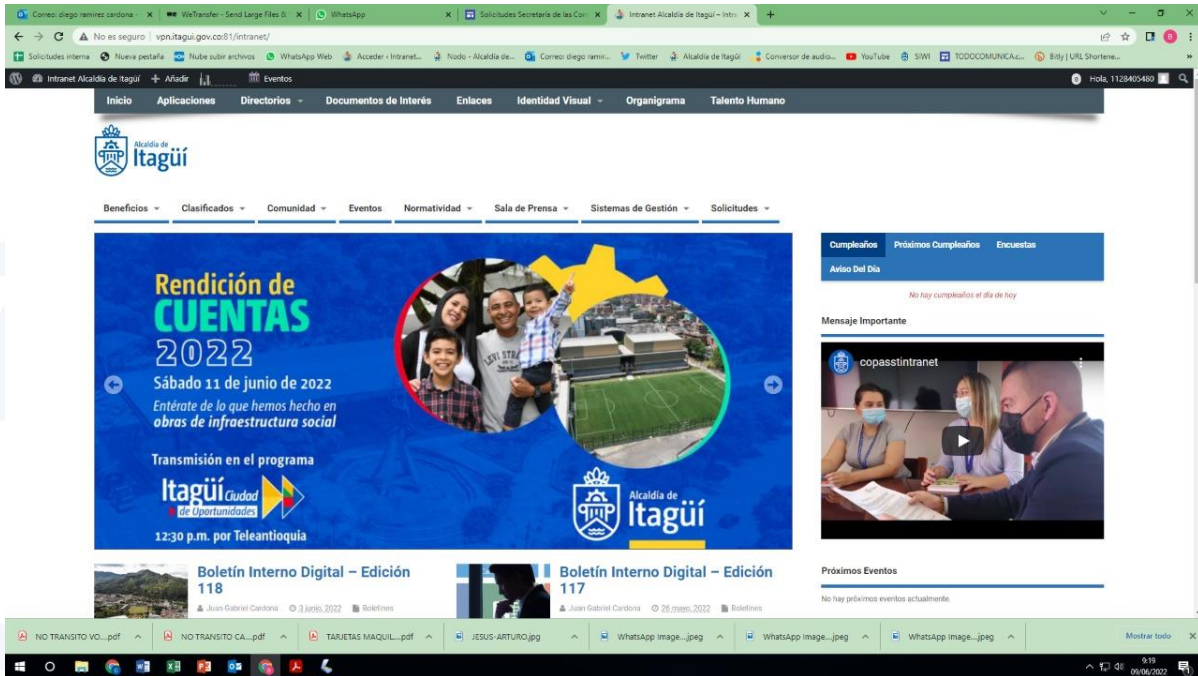 Correo: diego ramirez cardona -
WeTransfer - Send Large Files &
WhatsApp
Solicitudes Secretaría de las Com
Intranet Alcaldía de Itagüí – Intra
No es seguro | vpn.itagui.gov.co:81/intranet/
Solicitudes interna
Nueva pestaña
Nube subir archivos
WhatsApp Web
Acceder ‹ Intranet...
Nodo - Alcaldía de...
Correo: diego ramir...
Twitter
Alcaldía de Itagüí
Conversor de audio...
YouTube
SIWI
TODOCOMUNICA.c...
Bitly | URL Shortene...
»
Intranet Alcaldía de Itagüí
+ Añadir
Eventos
Hola, 1128405480
Inicio
Aplicaciones
Directorios
Documentos de Interés
Enlaces
Identidad Visual
Organigrama
Talento Humano
Alcaldía de
Itagüí
Beneficios
Clasificados
Comunidad
Eventos
Normatividad
Sala de Prensa
Sistemas de Gestión
Solicitudes
Rendición de
CUENTAS
2022
Sábado 11 de junio de 2022
Entérate de lo que hemos hecho en
obras de infraestructura social
Transmisión en el programa
Itagüí Ciudad
de Oportunidades
12:30 p.m. por Teleantioquia
LEVI STRA
Alcaldía de
Itagüí
Cumpleaños
Próximos Cumpleaños
Encuestas
Aviso Del Día
No hay cumpleaños el día de hoy
Mensaje Importante
copasstintranet
Próximos Eventos
No hay próximos eventos actualmente.
Boletín Interno Digital – Edición
118
Juan Gabriel Cardona
3 junio, 2022
Boletines
Boletín Interno Digital – Edición
117
Juan Gabriel Cardona
26 mayo, 2022
Boletines
NO TRANSITO VO....pdf
NO TRANSITO CA....pdf
TARJETAS MAQUIL....pdf
JESUS-ARTURO.jpg
WhatsApp Image...jpeg
WhatsApp Image...jpeg
WhatsApp Image...jpeg
Mostrar todo
9:19
09/06/2022